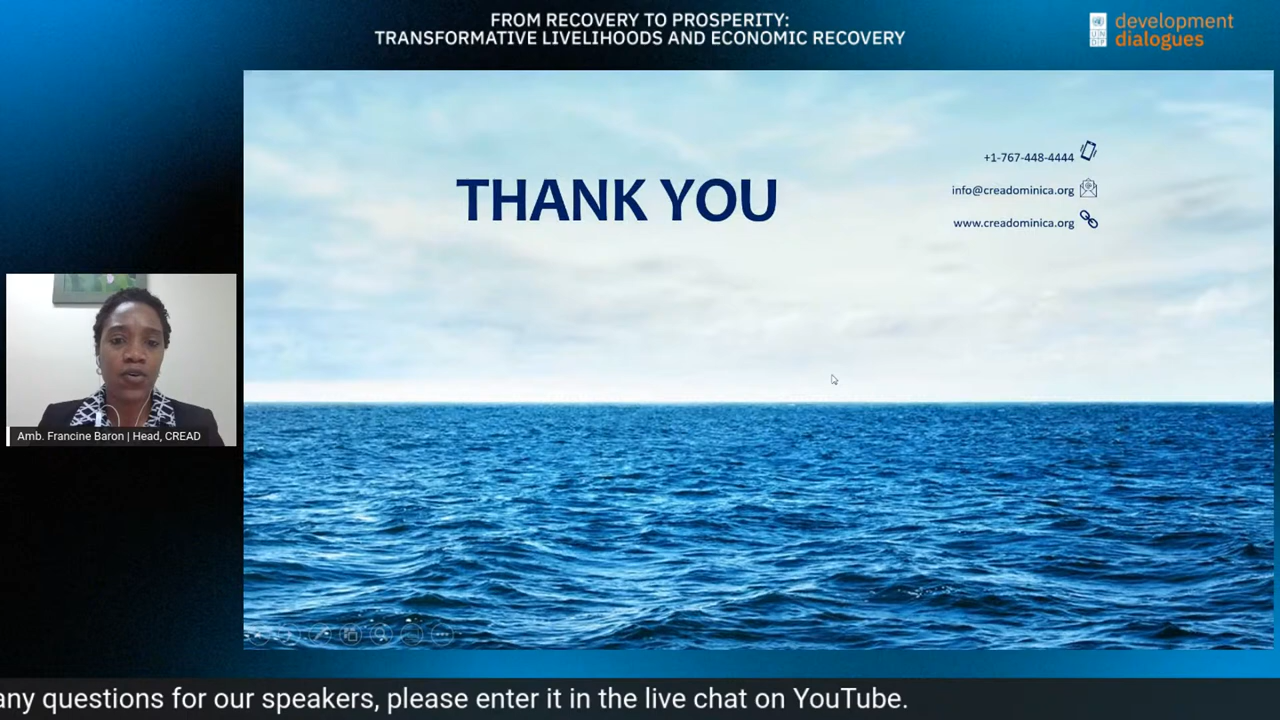 FROM RECOVERY TO PROSPERITY:
TRANSFORMATIVE LIVELIHOODS AND ECONOMIC RECOVERY
UN
DP
development
dialogues
THANK YOU
+1-767-448-4444
info@creadominica.org
www.creadominica.org
Amb. Francine Baron | Head, CREAD
any questions for our speakers, please enter it in the live chat on YouTube.